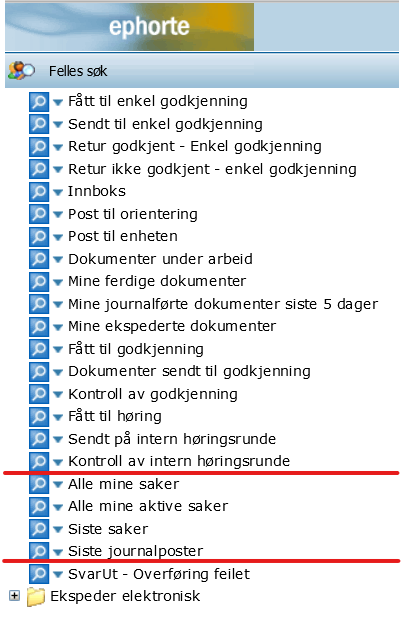 ephorte
Felles søk
Fått til enkel godkjenning
Sendt til enkel godkjenning
Retur godkjent - Enkel godkjenning
Retur ikke godkjent - enkel godkjenning
Innboks
Post til orientering
Post til enheten
Dokumenter under arbeid
Mine ferdige dokumenter
Mine journalførte dokumenter siste 5 dager
Mine ekspederte dokumenter
Fått til godkjenning
Dokumenter sendt til godkjenning
Kontroll av godkjenning
Fått til høring
Sendt på intern høringsrunde
Kontroll av intern høringsrunde
Alle mine saker
Alle mine aktive saker
Siste saker
Siste journalposter
SvarUt - Overføring feilet
Ekspeder elektronisk